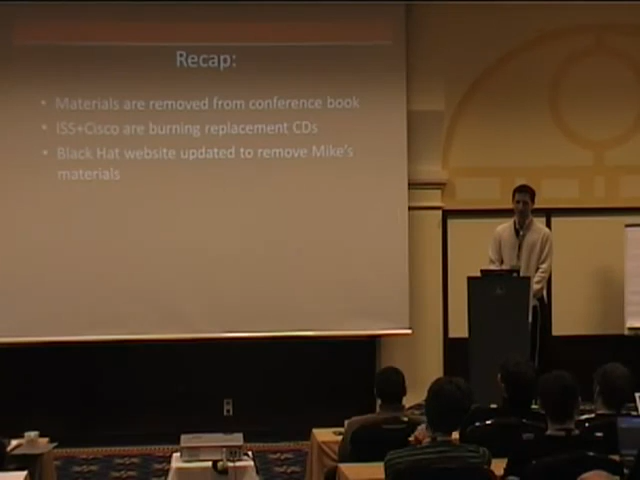 Recap:
• Materials are removed from conference book
• ISS+Cisco are burning replacement CDs
• Black Hat website updated to remove Mike's
materials